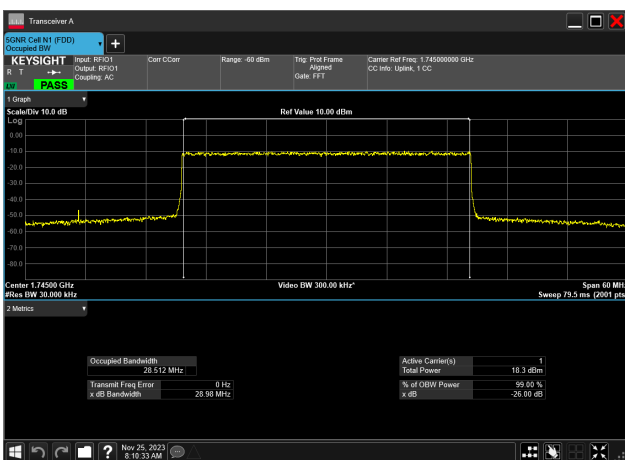 Transceiver A
5GNR Cell N1 (FDD)
Occupied BW
KEYSIGHT
R T
LXI
PASS
Input: RFIO1
Output: RFIO1
Coupling: AC
Corr CCorr
Range: -60 dBm
Trig: Prot Frame
Aligned
Gate: FFT
Carrier Ref Freq: 1.745000000 GHz
CC Info: Uplink, 1 CC
1 Graph
Scale/Div 10.0 dB
Ref Value 10.00 dBm
Log
0.00
-10.0
-20.0
-30.0
-40.0
-50.0
-60.0
-70.0
-80.0
Center 1.74500 GHz
Video BW 300.00 kHz*
Span 60 MH
#Res BW 30.000 kHz
Sweep 79.5 ms (2001 pts
2 Metrics
Occupied Bandwidth
28.512 MHz
Transmit Freq Error 0 Hz
x dB Bandwidth 28.98 MHz
Active Carrier(s) 1
Total Power 18.3 dBm
% of OBW Power 99.00 %
x dB -26.00 dB
?
Nov 25, 2023
8:10:33 AM